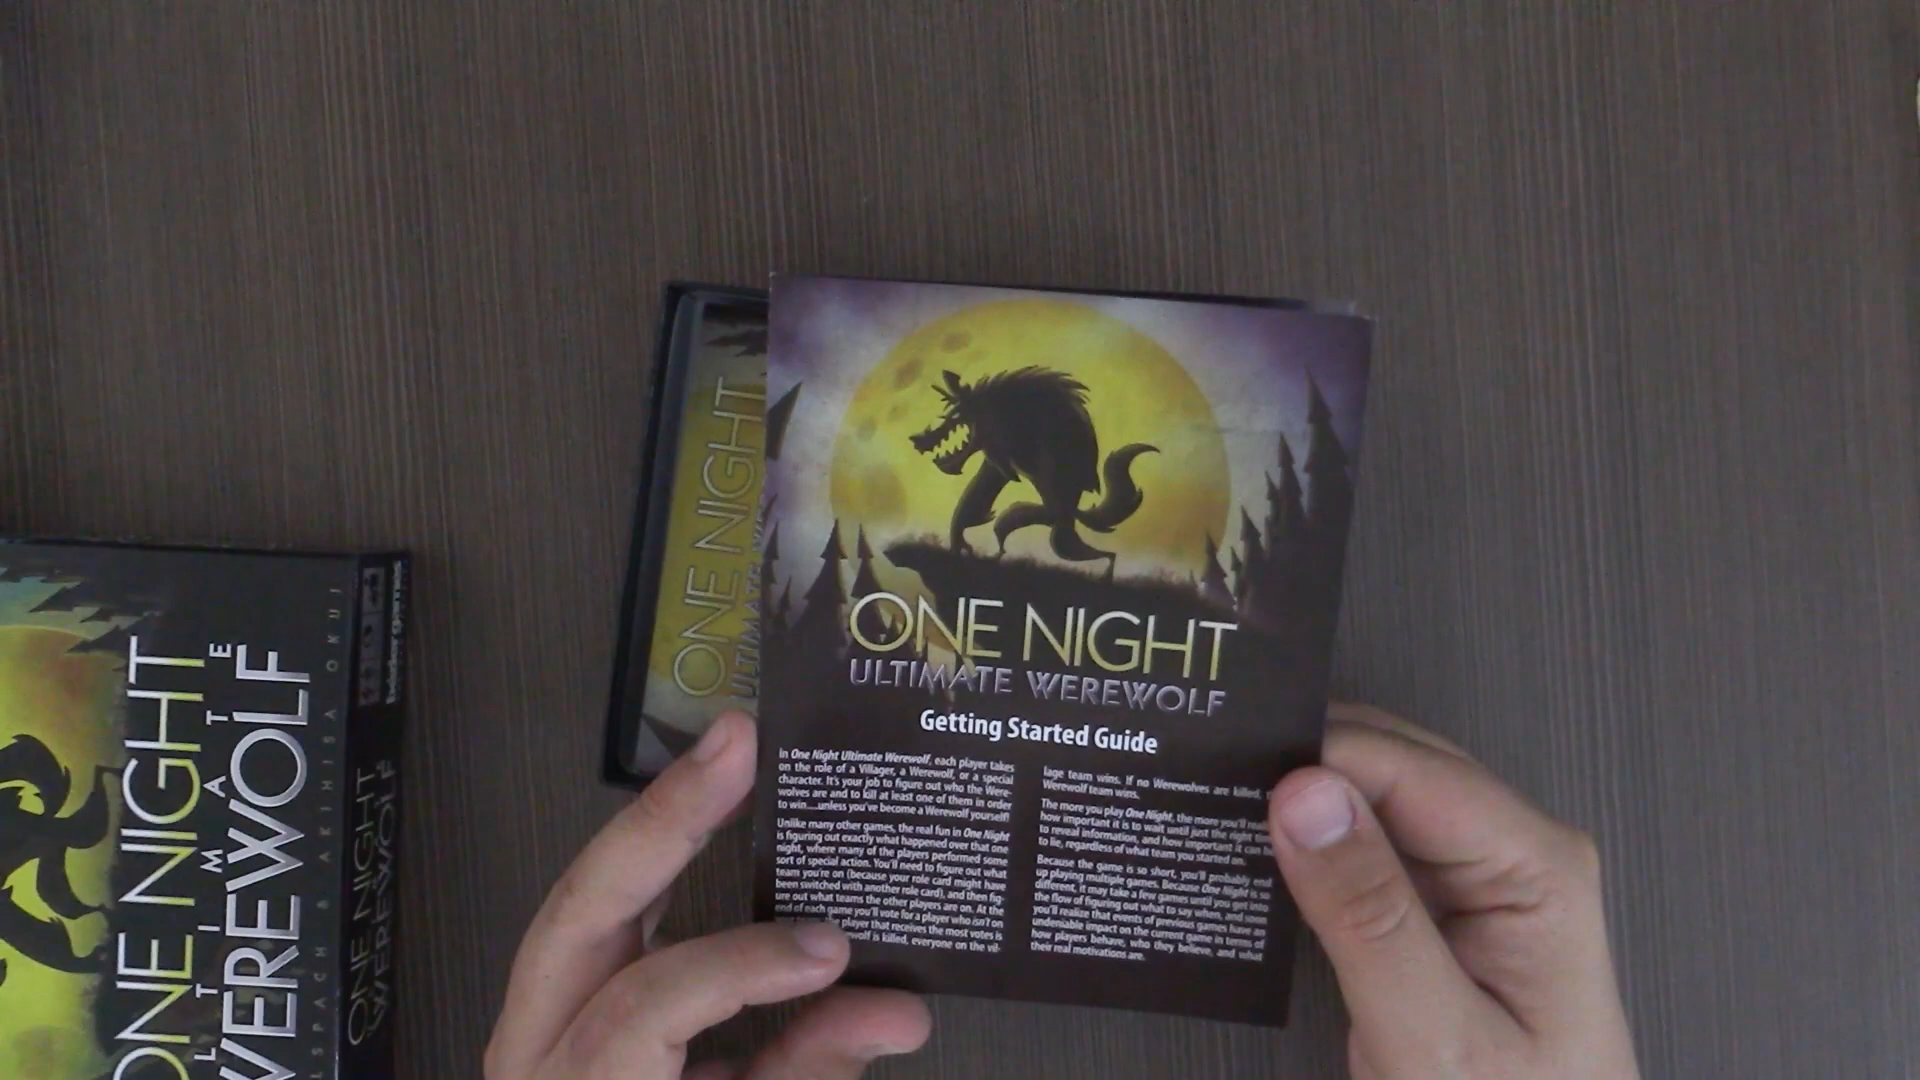 ONE NIGHT
ULTIMATE WEREWOLF
Getting Started Guide
In One Night Ultimate Werewolf, each player takes
on the role of a Villager, a Werewolf, or a special
character. It's your job to figure out who the Were-
wolves are and to kill at least one of them in order
to win....unless you've become a Werewolf yourself!
Unlike many other games, the real fun in One Night
is figuring out exactly what happened over that one
night, where many of the players performed some
sort of special action. You'll need to figure out what
team you're on (because your role card might have
been switched with another role card), and then fig-
ure out what teams the other players are on. At the
end of each game you'll vote for a player who isn't on
player that receives the most votes is
is killed, everyone on the vil-
lage team wins. If no Werewolves are killed,
Werewolf team wins.
The more you play One Night, the more you'll
how important it is to wait until just the right
to reveal information, and how important it can be
to lie, regardless of what team you started on.
Because the game is so short, you'll probably end
up playing multiple games. Because One Night is so
different, it may take a few games until you get into
the flow of figuring out what to say when, and soon
you'll realize that events of previous games have an
undeniable impact on the current game in terms of
how players behave, who they believe, and what
their real motivations are.
ONE NIGHT
ULTIMATE
ONE NIGHT
ULTIMATE
WEREWOLF
& AKIHISA OKUI
ONE NIGHT
WEREWOLF
bézier games